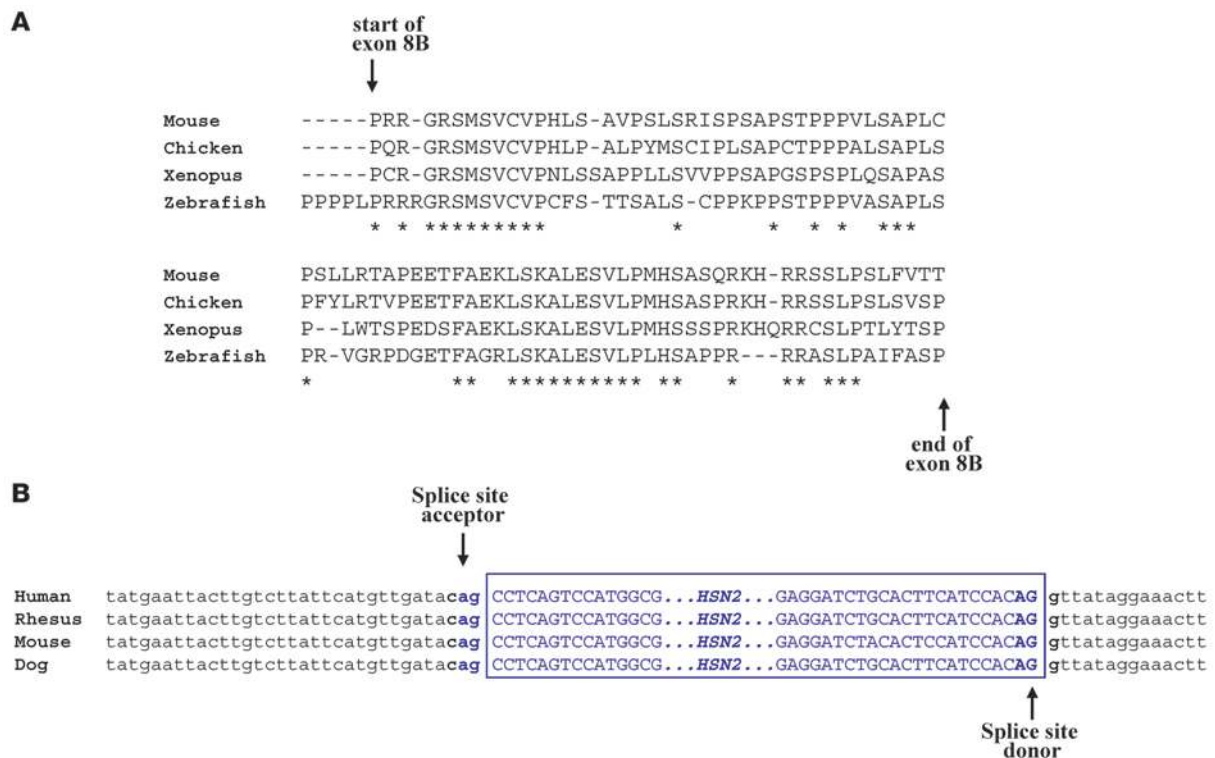 A
start of
exon 8B
Mouse -----PRR-GRSMSVCVPHLS-AVPSLSRISPSAPSTPPPVLSAPLC
Chicken -----PQR-GRSMSVCVPHLP-ALPYMSCIPLSAPCTPPPALSAPLS
Xenopus -----PCR-GRSMSVCVPNLSSAPPLLSVVPPSAPGSPSPLQSAPAS
Zebrafish PPPPLPRRRGRSMSVCVPCFS-TTSALS-CPPKPPSTPPPVASAPLS
* * ********* * * * * ***
Mouse PSLLRTAPEETFAEKLSKALESVLPMHSASQRKH-RRSSLPSLFVTT
Chicken PFYLRTVPEETFAEKLSKALESVLPMHSASPRKH-RRSSLPSLSVSP
Xenopus P--LWTSPEDSFAEKLSKALESVLPMHSSSPRKHQRRCSLPTLYTSP
Zebrafish PR-VGRPDGETFAGRLSKALESVLPLHSAPPR---RRASLPAIFASP
* ** ********** ** * ** ***
end of
exon 8B
B
Splice site
acceptor
Human tatgaattacttgtcttattcatgttgatacag CCTCAGTCCATGGCG...HSN2...GAGGATCTGCACTTCATCCACAG gttataggaaactt
Rhesus tatgaattacttgtcttattcatgttgatacag CCTCAGTCCATGGCG...HSN2...GAGGATCTGCACTTCATCCACAG gttataggaaactt
Mouse tatgaattacttgtcttattcatgttgatacag CCTCAGTCCATGGCG...HSN2...GAGGATCTACACTCCATCCACAG gttataggaaactt
Dog tatgaattacttgtcttattcatgttgatacag CCTCAGTCCATGGCG...HSN2...GAGGATCTGCACTTCATCCACAG gttataggaaactt
Splice site
donor